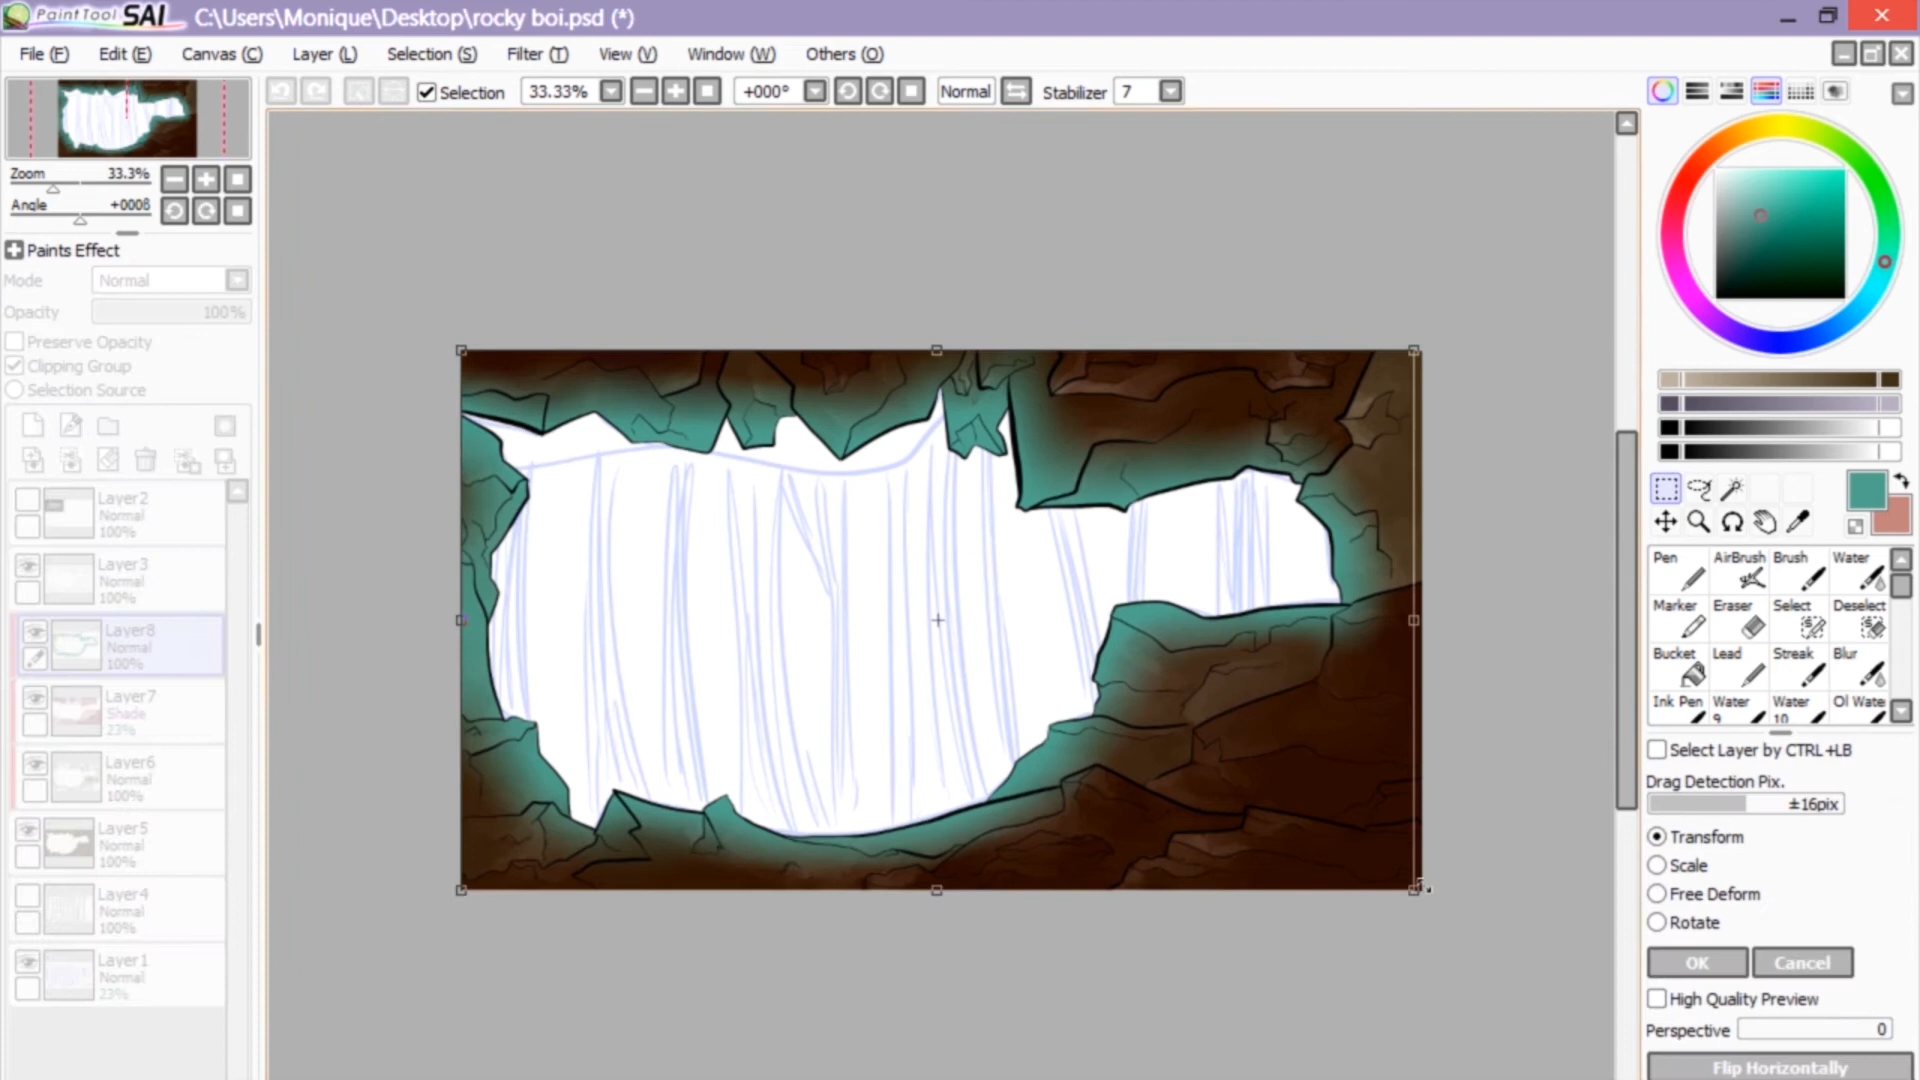 PaintTool SAI C:\Users\Monique\Desktop\rocky boi.psd (*)
File (F) Edit (E) Canvas (C) Layer (L) Selection (S) Filter (T) View (V) Window (W) Others (O)
Selection 33.33% +000° Normal Stabilizer 7
Zoom 33.3%
Angle +000ß
Paints Effect
Mode Normal
Opacity 100%
Preserve Opacity
Clipping Group
Selection Source
Layer2
Normal
100%
Layer3
Normal
100%
Layer8
Normal
100%
Layer7
Shade
23%
Layer6
Normal
100%
Layer5
Normal
100%
Layer4
Normal
100%
Layer1
Normal
23%
Pen AirBrush Brush Water
Marker Eraser Select Deselect
Bucket Lead Streak Blur
Ink Pen Water 9 Water 10 Ol Wate
Select Layer by CTRL+LB
Drag Detection Pix.
±16pix
Transform
Scale
Free Deform
Rotate
OK Cancel
High Quality Preview
Perspective 0
Flip Horizontally